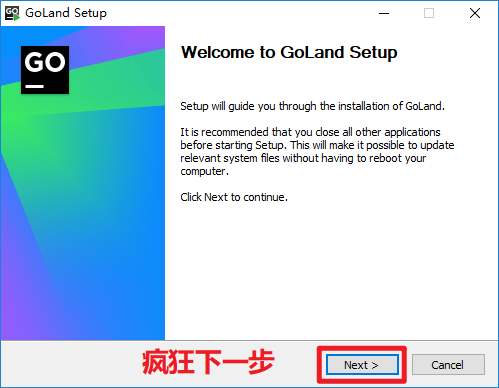 GoLand Setup
GO
Welcome to GoLand Setup
Setup will guide you through the installation of GoLand.
It is recommended that you close all other applications
before starting Setup. This will make it possible to update
relevant system files without having to reboot your
computer.
Click Next to continue.
疯狂下一步
Next >
Cancel